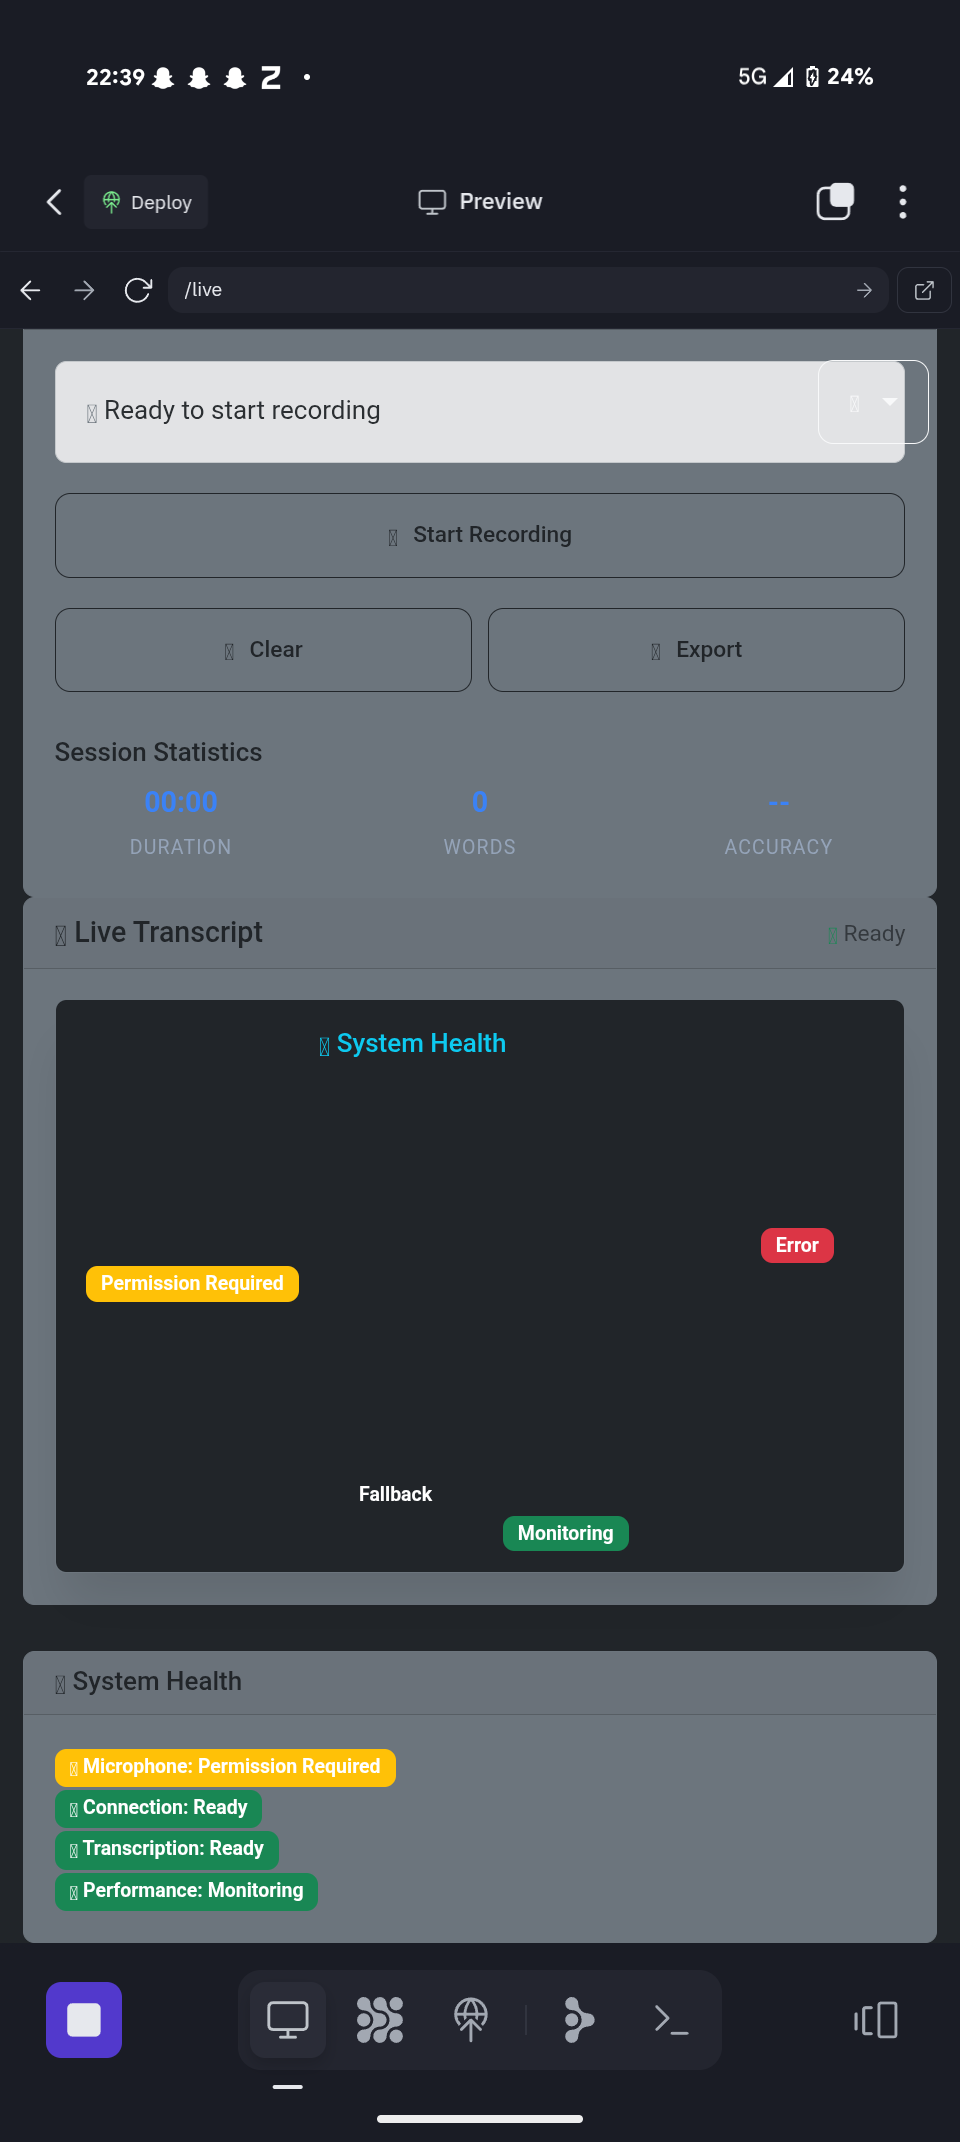 22:39
5G 24%
Deploy
Preview
/live
Ready to start recording
Start Recording
Clear
Export
Session Statistics
00:00
0
--
DURATION
WORDS
ACCURACY
Live Transcript
Ready
System Health
Error
Permission Required
Fallback
Monitoring
System Health
Microphone: Permission Required
Connection: Ready
Transcription: Ready
Performance: Monitoring